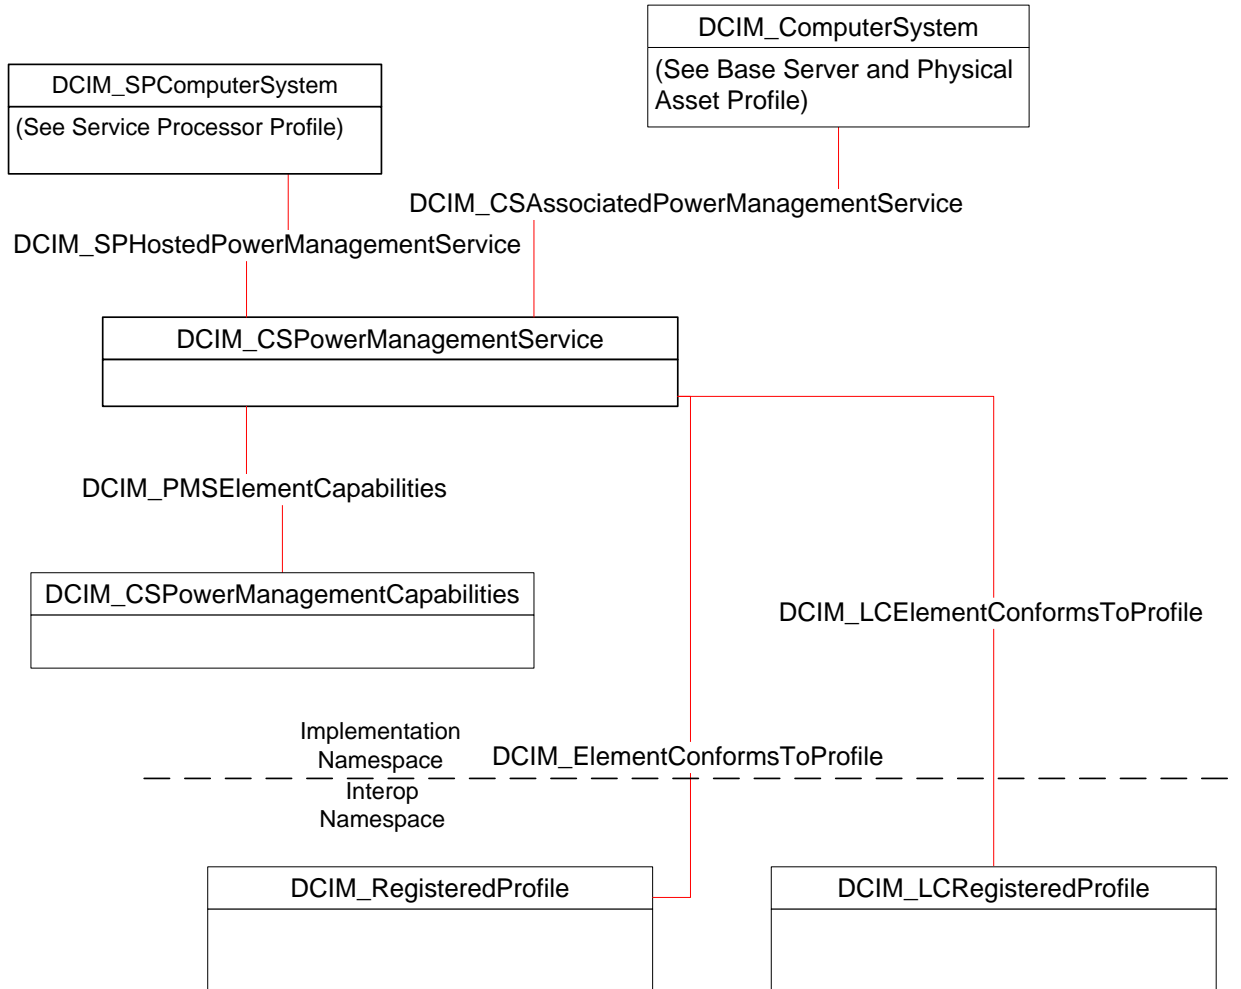 DCIM_ComputerSystem
(See Base Server and Physical
Asset Profile)
DCIM_SPComputerSystem
(See Service Processor Profile)
DCIM_CSAssociatedPowerManagementService
DCIM_SPHostedPowerManagementService
DCIM_CSPowerManagementService
DCIM_PMSElementCapabilities
DCIM_CSPowerManagementCapabilities
DCIM_LCElementConformsToProfile
Implementation
Namespace
DCIM_ElementConformsToProfile
Interop
Namespace
DCIM_RegisteredProfile
DCIM_LCRegisteredProfile